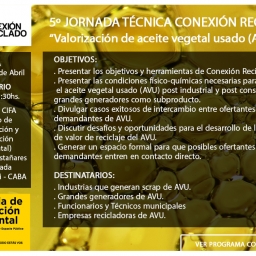 5º JORNADA TÉCNICA CONEXIÓN REC
"Valorización de aceite vegetal usado (A
NEXIÓN
CLADO
de Abril
RIO
:30hs.
CIFA
o de
ción y
ción
tal)
stañares
ada
i - CABA
a de
ción
ntal
OBJETIVOS:
. Presentar los objetivos y herramientas de Conexión Reci
. Presentar las condiciones físico-químicas necesarias para
el aceite vegetal usado (AVU) post industrial y post cons
grandes generadores como subproducto.
. Divulgar casos exitosos de intercambio entre ofertantes
demandantes de AVU.
. Discutir desafíos y oportunidades para el desarrollo de l
de valor de reciclaje del AVU.
. Generar un espacio formal para que posibles ofertantes
demandantes entren en contacto directo.
DESTINATARIOS:
. Industrias que generan scrap de AVU.
. Grandes generadores de AVU.
. Funcionarios y Técnicos municipales
. Empresas recicladoras de AVU.
VER PROGRAMA CO